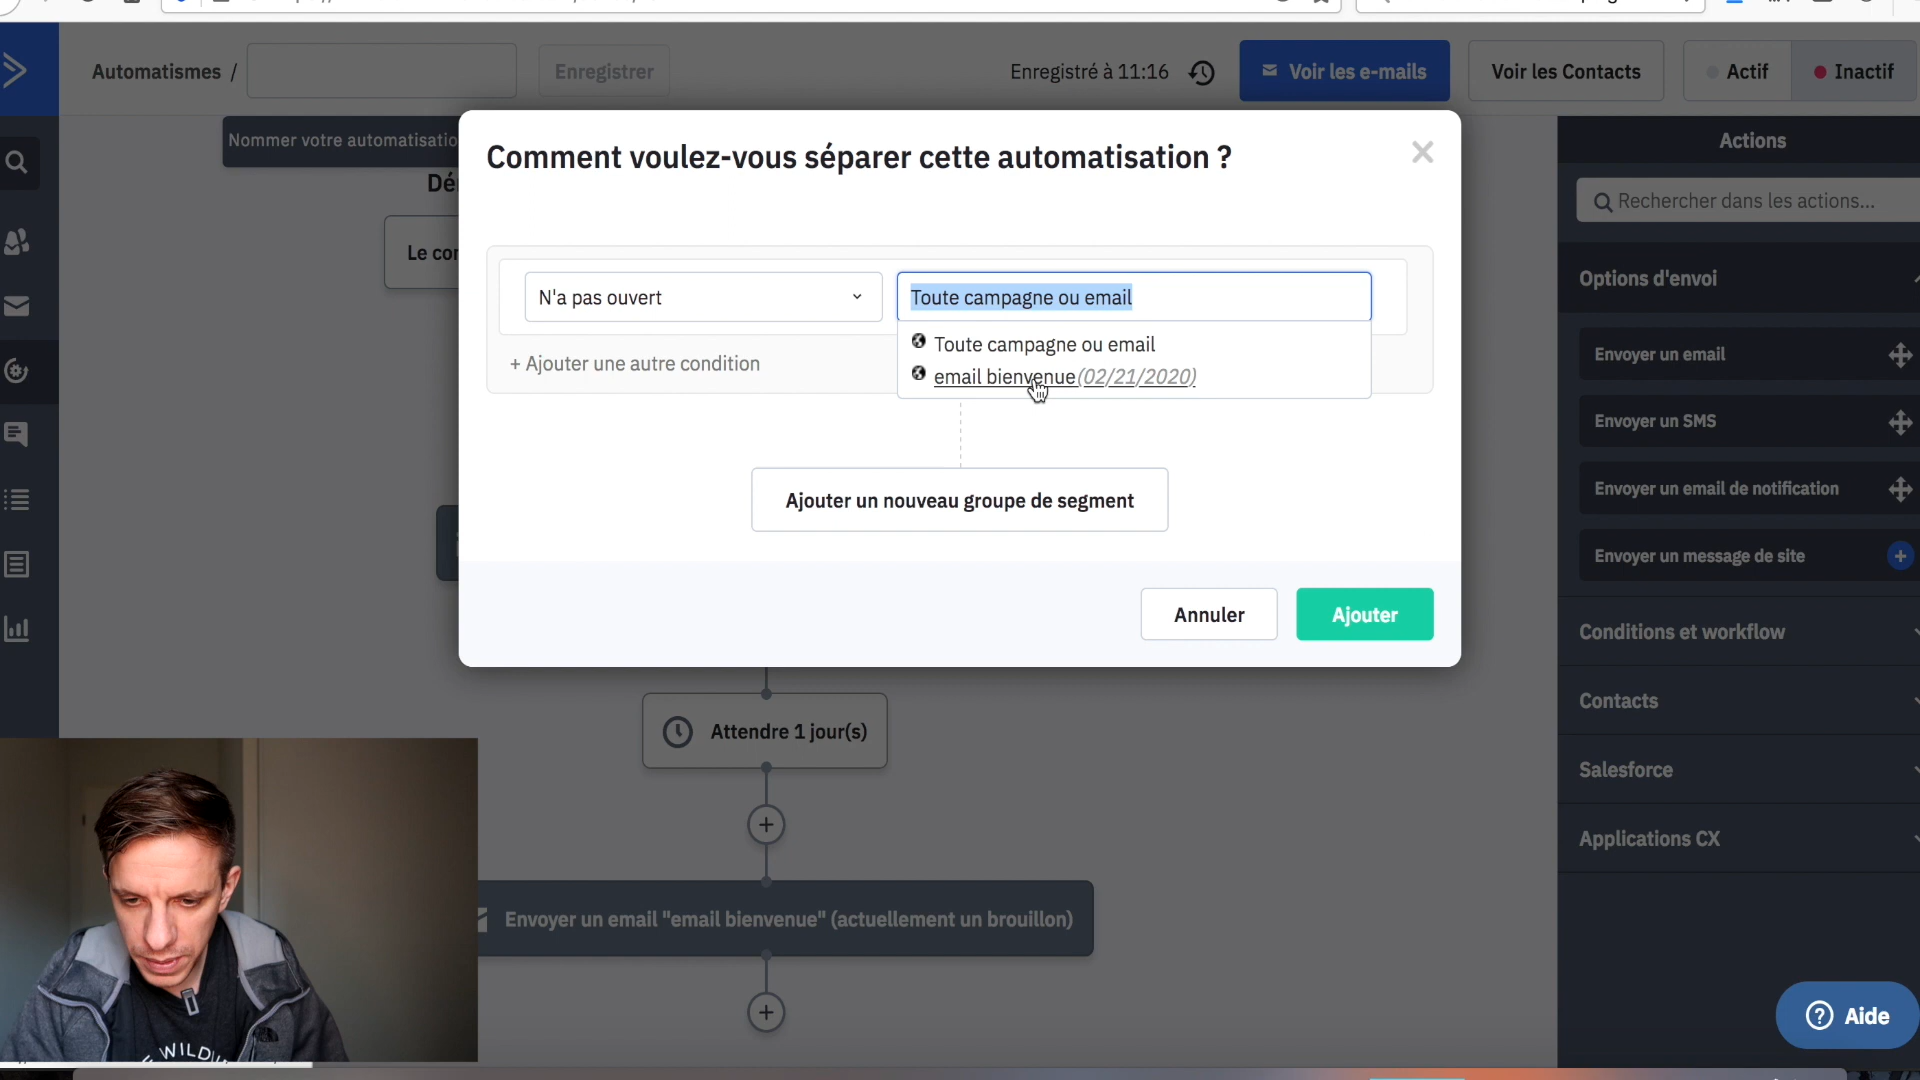 Automatismes /
Enregistrer
Enregistré à 11:16
Voir les e-mails
Voir les Contacts
Actif
Inactif
Nommer votre automatisatio
Dé
Le cor
Comment voulez-vous séparer cette automatisation ?
N'a pas ouvert
Toute campagne ou email
Toute campagne ou email
email bienvenue(02/21/2020)
+ Ajouter une autre condition
Ajouter un nouveau groupe de segment
Annuler
Ajouter
Attendre 1 jour(s)
Envoyer un email "email bienvenue" (actuellement un brouillon)
Actions
Rechercher dans les actions...
Options d'envoi
Envoyer un email
Envoyer un SMS
Envoyer un email de notification
Envoyer un message de site
Conditions et workflow
Contacts
Salesforce
Applications CX
Aide